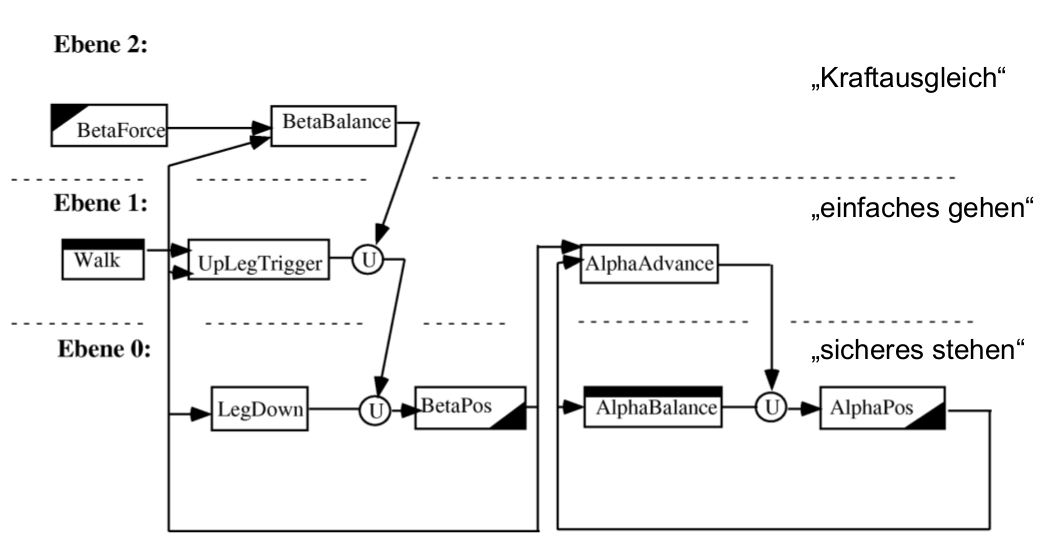 Ebene 2:
„Kraftausgleich“
BetaForce
BetaBalance
Ebene 1:
„einfaches gehen“
Walk
UpLegTrigger
U
AlphaAdvance
Ebene 0:
„sicheres stehen“
LegDown
U
BetaPos
AlphaBalance
U
AlphaPos